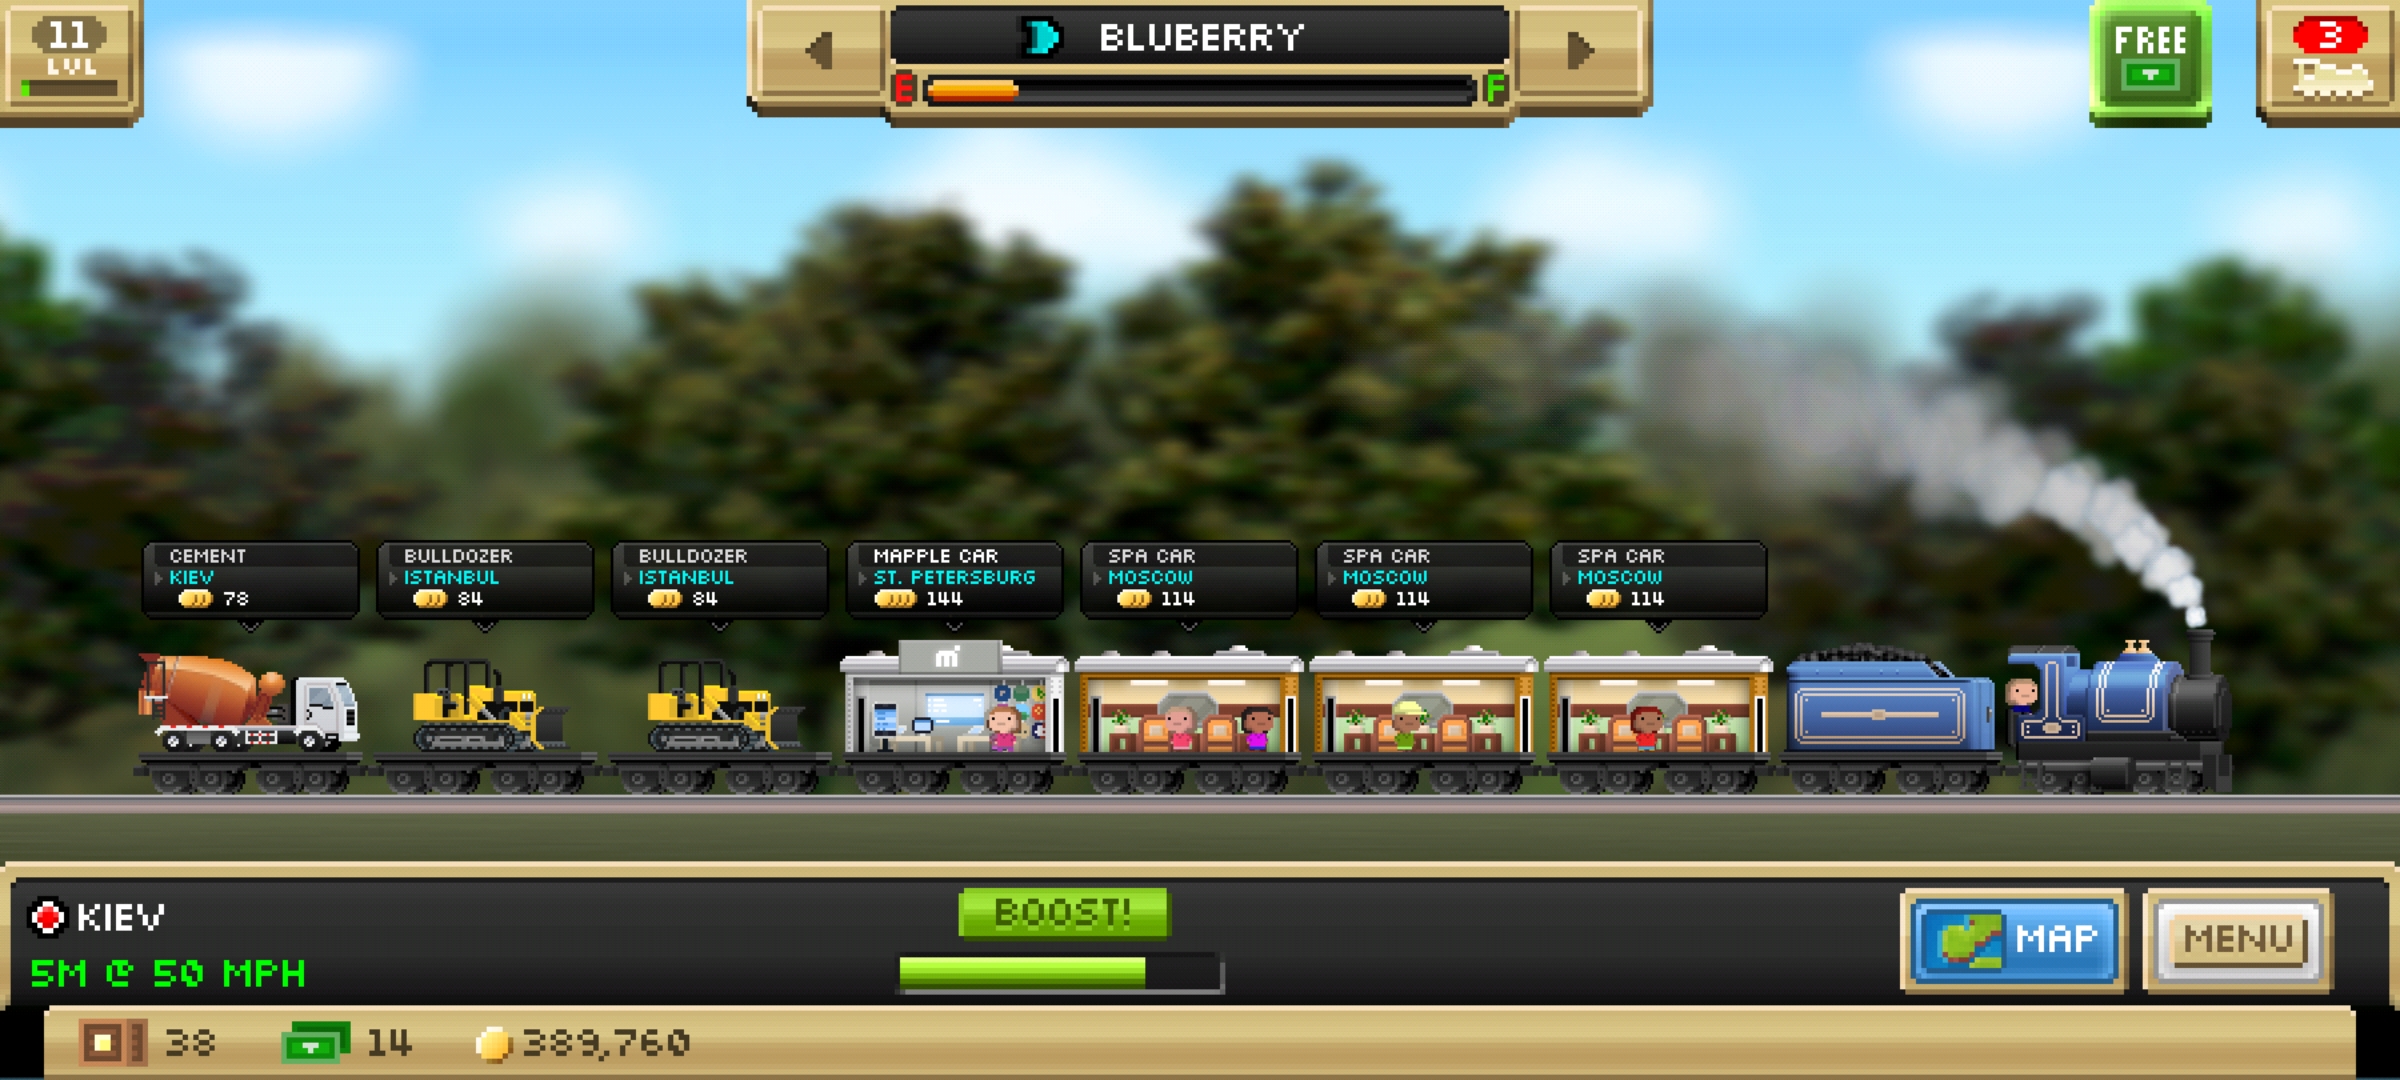 11
LVL
BLUBERRY
E
F
FREE
3
CEMENT
KIEV
78
BULLDOZER
ISTANBUL
84
BULLDOZER
ISTANBUL
84
MAPPLE CAR
ST. PETERSBURG
144
SPA CAR
MOSCOW
114
SPA CAR
MOSCOW
114
SPA CAR
MOSCOW
114
m
KIEV
5M @ 50 MPH
BOOST!
MAP
MENU
38
14
389,760